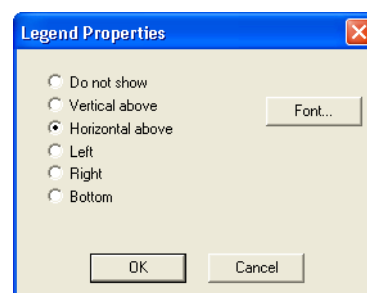 Legend Properties
Do not show
Vertical above
Font...
Horizontal above
Left
Right
Bottom
OK
Cancel